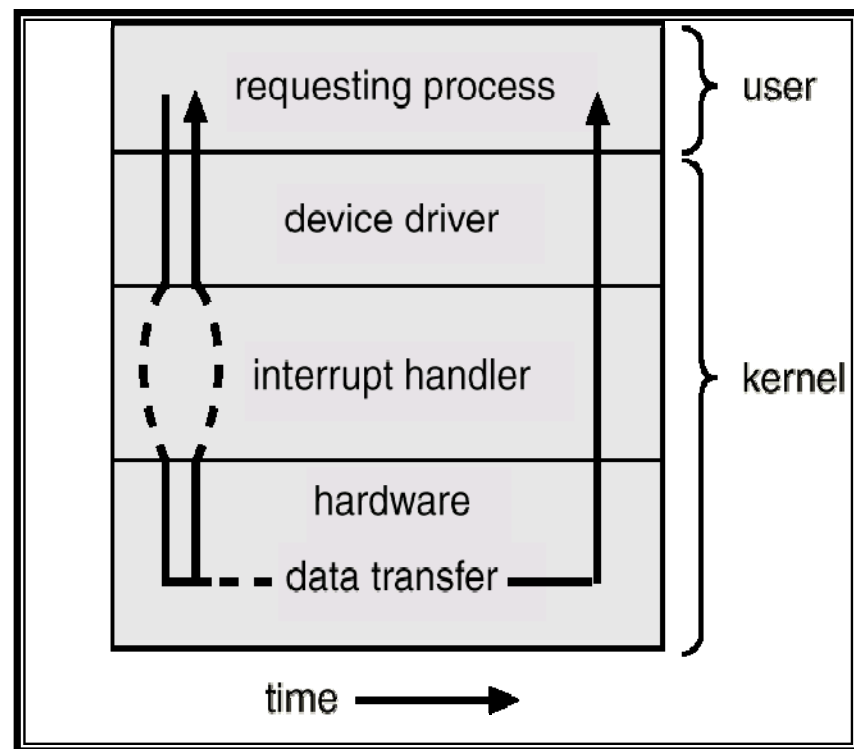 requesting process
user
device driver
interrupt handler
kernel
hardware
data transfer
time